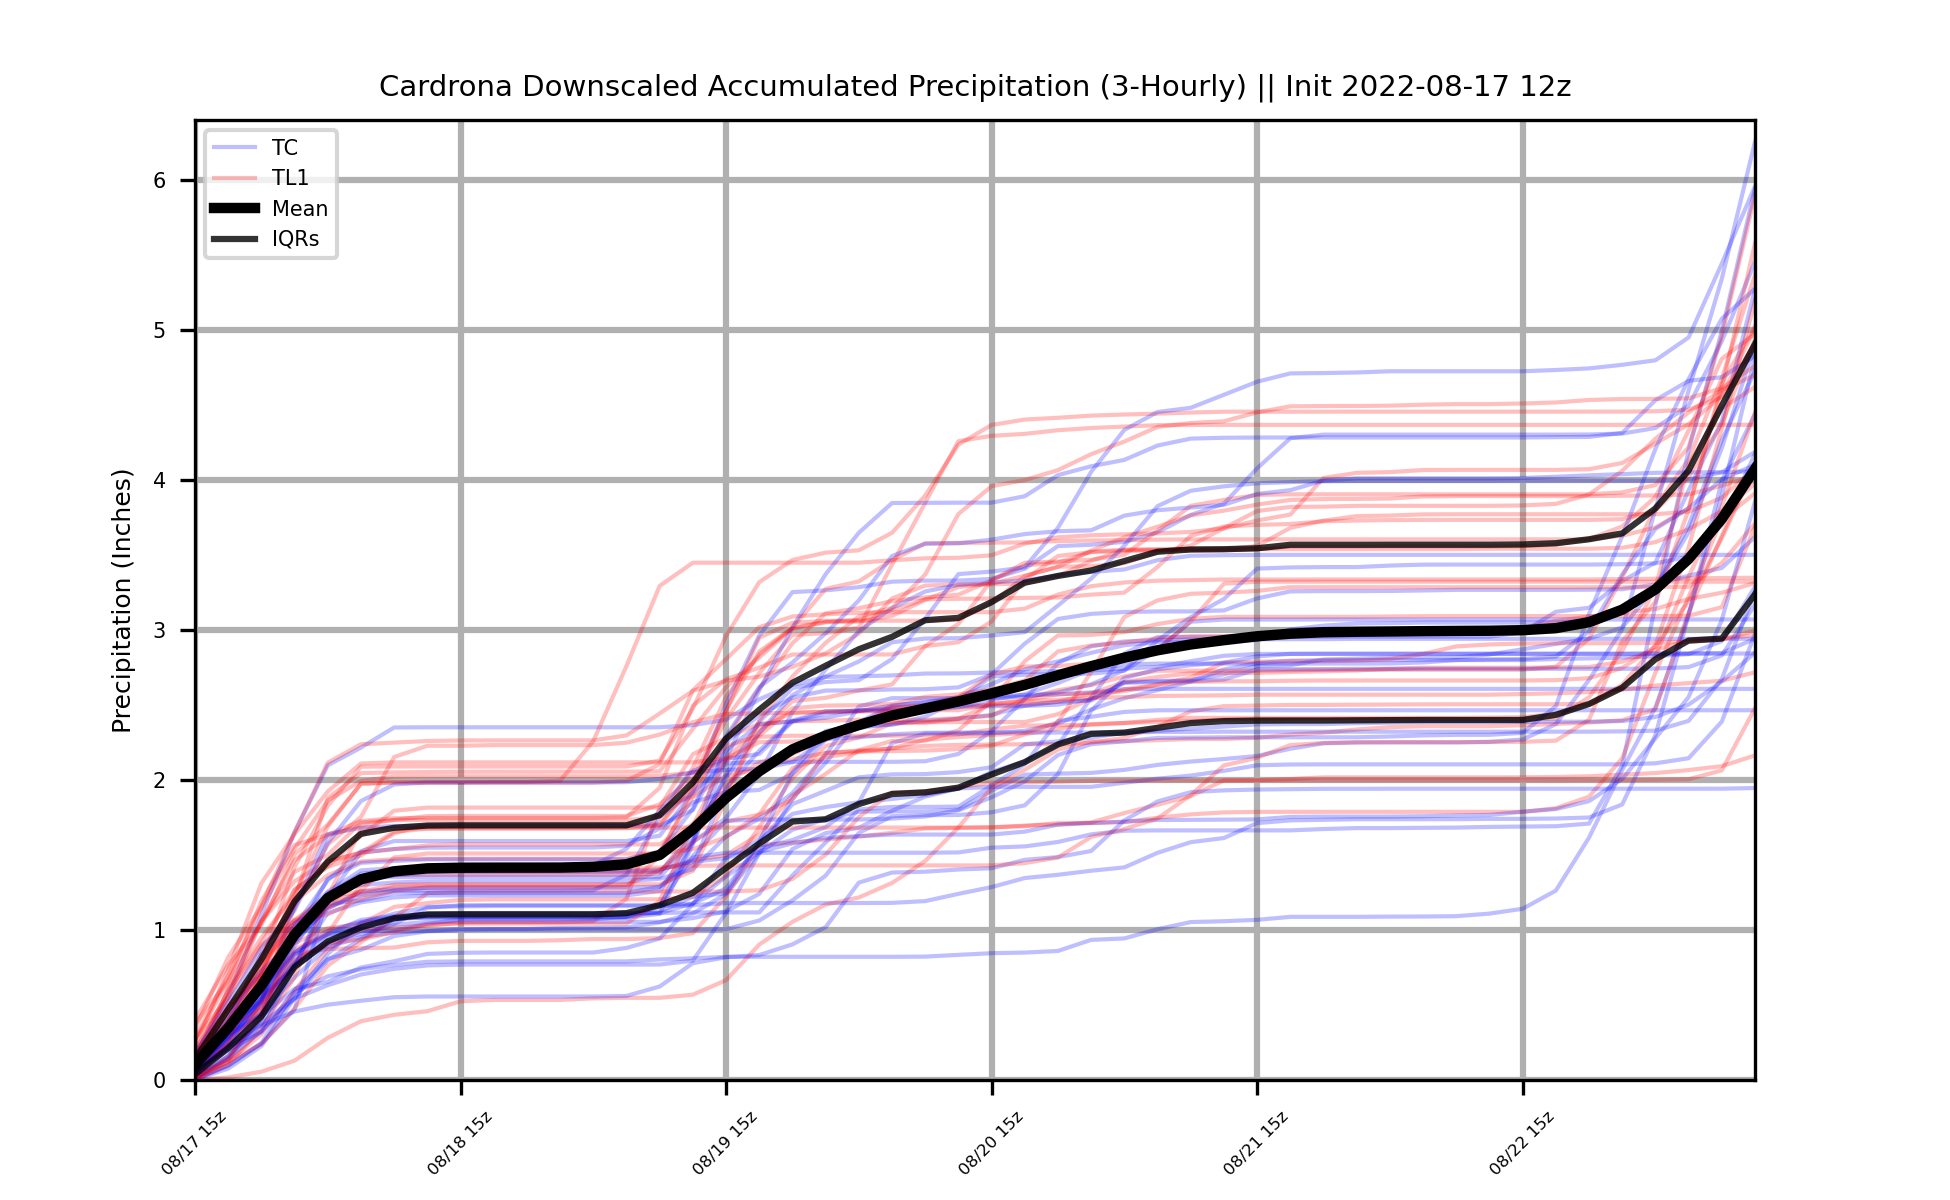 Cardrona Downscaled Accumulated Precipitation (3-Hourly) || Init 2022-08-17 12z
TC
TL1
Mean
IQRs
Precipitation (Inches)
6
5
4
3
2
1
0
08/17 15z
08/18 15z
08/19 15z
08/20 15z
08/21 15z
08/22 15z